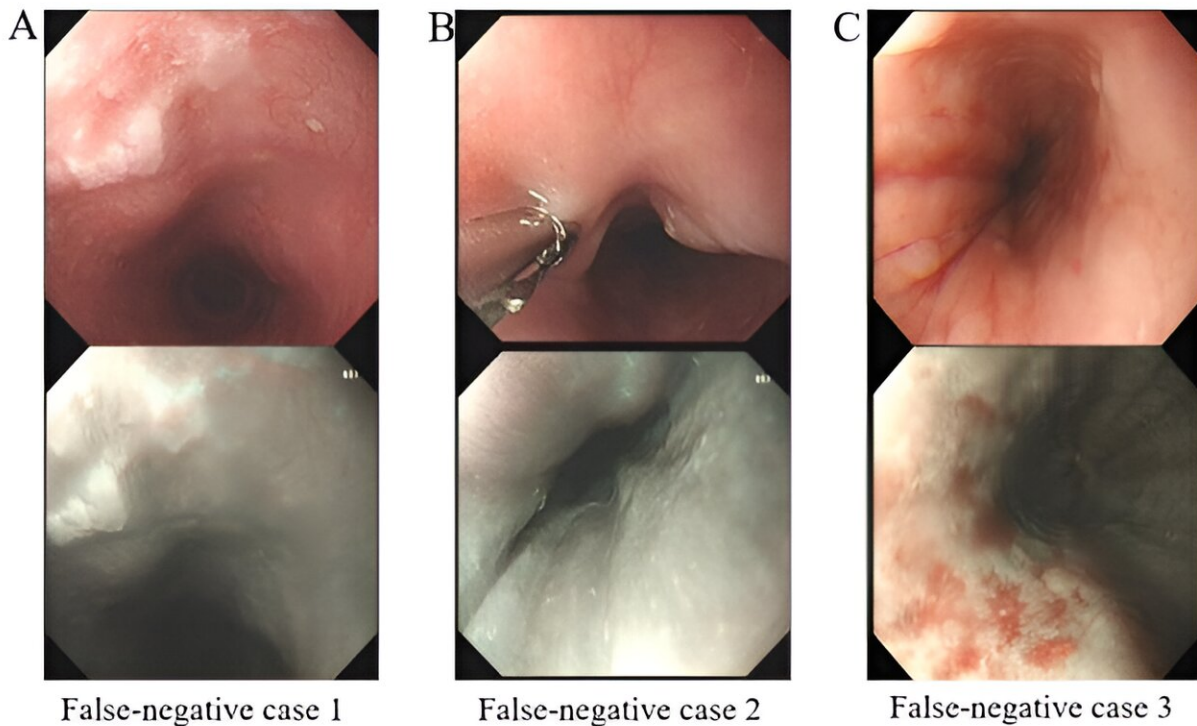 A
B
C
False-negative case 1
False-negative case 2
False-negative case 3